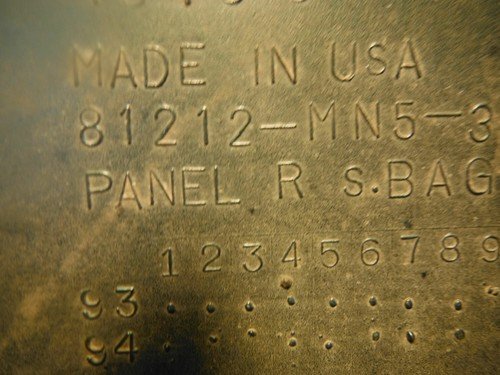 MADE IN USA
81212-MN5-3
PANEL R S.BAG
1 2 3 4 5 6 7 8 9
93
94